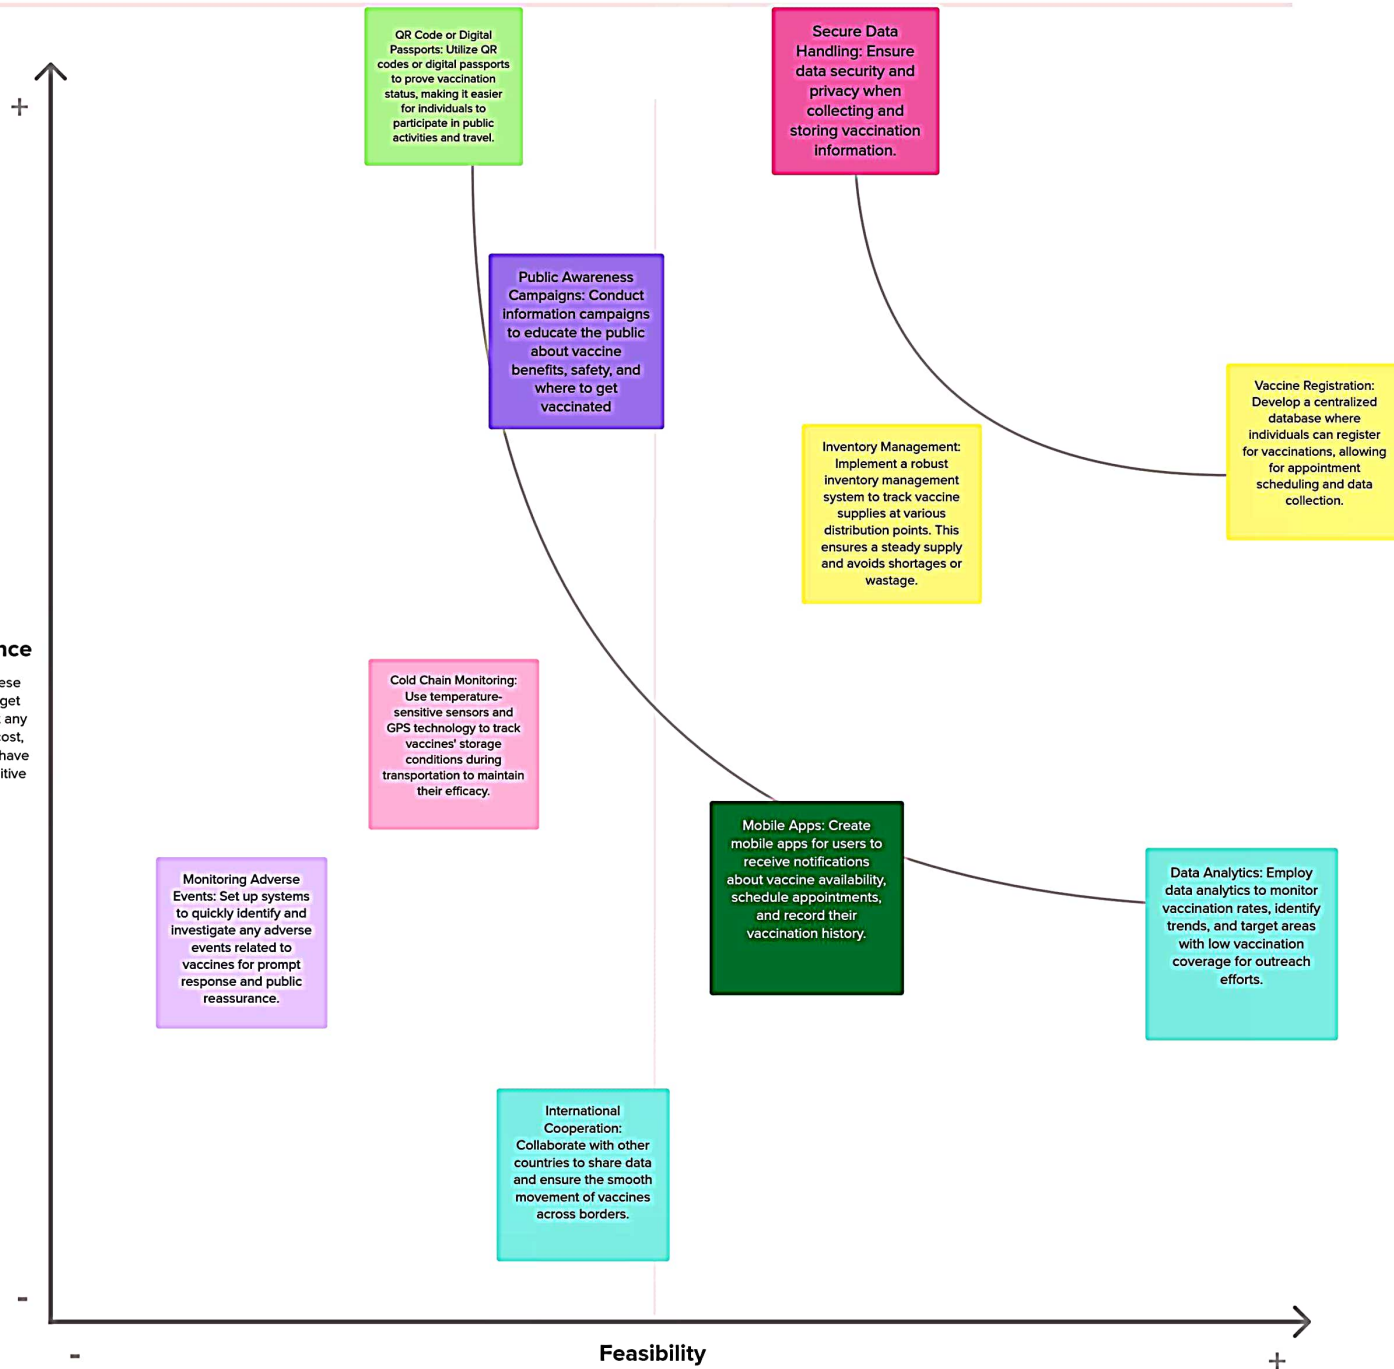 QR Code or Digital
Passports: Utilize QR
codes or digital passports
to prove vaccination
status, making it easier
for individuals to
participate in public
activities and travel.
Secure Data
Handling: Ensure
data security and
privacy when
collecting and
storing vaccination
information.
+
Public Awareness
Campaigns: Conduct
information campaigns
to educate the public
about vaccine
benefits, safety, and
where to get
vaccinated
Vaccine Registration:
Develop a centralized
database where
individuals can register
for vaccinations, allowing
for appointment
scheduling and data
collection.
Inventory Management:
Implement a robust
inventory management
system to track vaccine
supplies at various
distribution points. This
ensures a steady supply
and avoids shortages or
wastage.
nce
ese
get
any
cost,
have
itive
Cold Chain Monitoring:
Use temperature-
sensitive sensors and
GPS technology to track
vaccines' storage
conditions during
transportation to maintain
their efficacy.
Mobile Apps: Create
mobile apps for users to
receive notifications
about vaccine availability,
schedule appointments,
and record their
vaccination history.
Monitoring Adverse
Events: Set up systems
to quickly identify and
investigate any adverse
events related to
vaccines for prompt
response and public
reassurance.
Data Analytics: Employ
data analytics to monitor
vaccination rates, identify
trends, and target areas
with low vaccination
coverage for outreach
efforts.
International
Cooperation:
Collaborate with other
countries to share data
and ensure the smooth
movement of vaccines
across borders.
-
-
Feasibility
+